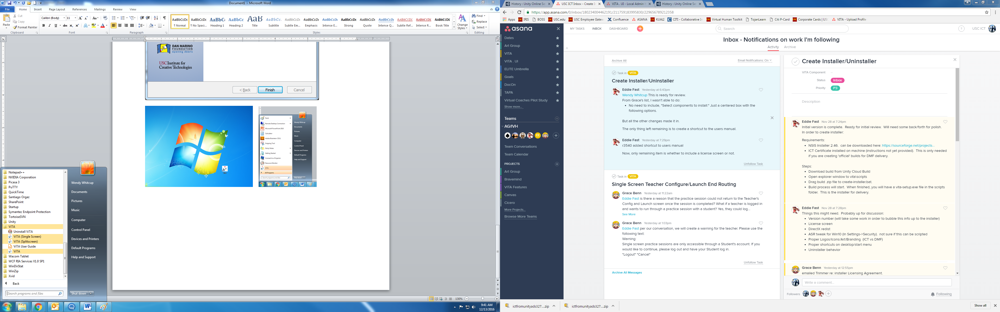 Document1 - Microsoft Word
File Home Insert Page Layout References Mailings Review View
Paste
Cut
Copy
Format Painter
Clipboard
Calibri (Body) 11
Font
Paragraph
AaBbCcDc AaBbCcDc AaBbC AaBbCc AaB AaBbCc. AaBbCcDc AaBbCcDc AaBbCcDc AaBbCcDc AaBbCcDc AaBbCcDc AABBCCDC AABBCCDC AaBbCcDc
¶ Normal ¶ No Spaci... Heading 1 Heading 2 Title Subtitle Subtle Em... Emphasis Intense E... Strong Quote Intense Q... Subtle Ref... Intense R... Book Title
Styles
Change Styles
Find
Replace
Select
Editing
DAN MARINO
FOUNDATION
opening doors
USC Institute for
Creative Technologies
< Back Finish Cancel
Paint
Remote Desktop Connection
Microsoft PowerPoint 2010
Calculator
Adobe Illustrator CS5.1
Snipping Tool
Sticky Notes
Getting Started
Connect to a Projector
Resource Monitor
ViTA
All Programs
Search programs and files
Wendy Whitcup
Documents
Pictures
Music
Computer
Control Panel
Devices and Printers
Default Programs
Help and Support
Shut down
Notepad++
NVIDIA Corporation
Picasa 3
PuTTY
QuickTime
Santiago Orgaz
SharePoint
Startup
Symantec Endpoint Protection
TortoiseSVN
Unity
ViTA
Uninstall ViTA
ViTA (Single Screen)
ViTA (Splitscreen)
ViTA User Guide
ViTA
Wacom Tablet
WCF RIA Services V1.0 SP1
WinDirStat
WinZip
Xvid
Back
Search programs and files
Wendy Whitcup
Documents
Pictures
Music
Computer
Control Panel
Devices and Printers
Default Programs
Help and Support
Shut down
130%
9:41 AM
12/13/2016
History : Unity Online Se
USC ICT Inbox - Create In
VITA . UI - Local Admin
History : Unity Online Se
https://app.asana.com/0/inbox/180234004462191/211759183995830/229656789212358
Apps IRIS BOSS USC.edu USC Employee Gatew Confluence ASANA KUALI CITI - Collaborative In Virtual Human Toolkit TojanLearn Citi P-Card Corporate Cards | USC VITA - Upload Profile
asana
Dates
Art Group
VITA
VITA . UI
ELITE Umbrella
Goals
DocOn
TAPA
Virtual Coaches Pilot Study
Show more...
Teams
AG/IVH
EE
Team Conversations
Team Calendar
PROJECTS
Art Group
Bravemind
VITA Features
Canvas
Cicero
More Projects...
Browse More Teams
MY TASKS INBOX DASHBOARD
Search
USC ICT
Inbox - Notifications on work I'm following
Activity Archive
Archive All
Email Notifications: On
Task in VITA
Create Installer/Uninstaller
Eddie Fast Yesterday at 6:43pm
Wendy Whitcup This is ready for review.
From Grace's list, I wasn't able to do:
• No need to include, "Select components to install:" Just a centered box with the
following options.
But all the other changes made it in.
The only thing left remaining is to create a shortcut to the users manual.
Eddie Fast Yesterday at 7:29pm
r3540 added shortcut to users manual
Now, only remaining item is whether to include a license screen or not.
Unfollow Task
Task in VITA
Single Screen Teacher Configure/Launch End Routing
Grace Benn Yesterday at 11:22am
Eddie Fast is there a reason that the practice session could not return to the Teacher's
Config and Launch screen once the session is completed? What if a teacher is logged in
and wants to run through a practice session with a student? Yes, they could log...
See More
Grace Benn Yesterday at 1:03pm
Eddie Fast per our conversation, we will create a warning for the teacher. Please use the
following text:
Warning:
Single screen practice sessions are only accessible through a Student's account. If you
would like to continue, please log out and have your Student log in.
"Logout" "Cancel"
Unfollow Task
Archive All Messages
Create Installer/Uninstaller
VITA Component –
Status Inbox
Priority P3
Description
Eddie Fast Nov 28 at 7:24pm
Initial version is complete. Ready for initial review. Will need some back/forth for polish.
In order to create installer:
Requirements:
• NSIS Installer 2.46. can be downloaded here: https://sourceforge.net/projects...
• ICT Certificate installed on machine (instructions not yet provided). This is only needed
if you are creating 'official' builds for DMF delivery.
Steps:
• Download build from Unity Cloud Build
• Open explorer window to vita\scripts
• Drag build .zip file to create-installer.bat.
• Build process will start. When finished, you will have a vita-setup.exe file in the scripts
folder. This is the installer for delivery.
Eddie Fast Nov 28 at 7:28pm
Things this might need. Probably up for discussion:
• Version number (will take some work in order to bubble this info up to the installer)
• License screen
• DirectX redist
• ASR tweak for Win10 (In Settings->Security). not sure if this can be scripted
• Proper Logos/Icons/Art/Branding (ICT vs DMF)
• Proper shortcuts on desktop/start menu
• Uninstaller behavior
Grace Benn Yesterday at 12:55pm
emailed Trimmer re: installer Licensing Agreement.
Write a comment...
Followers
Following
ictfromunityads327....zip
ictfromunityads327....zip
Show all